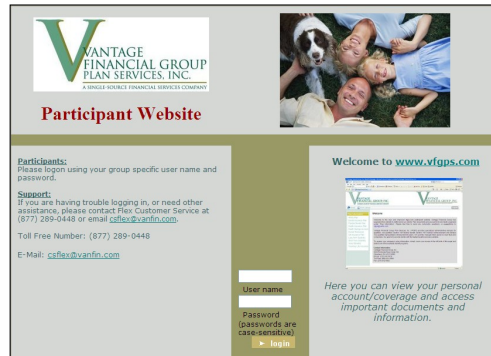 VANTAGE
FINANCIAL GROUP
PLAN SERVICES, INC.
A SINGLE-SOURCE FINANCIAL SERVICES COMPANY
Participant Website
Participants:
Please logon using your group specific user name and
password.
Support:
If you are having trouble logging in, or need other
assistance, please contact Flex Customer Service at
(877) 289-0448 or email csflex@vanfin.com.
Toll Free Number: (877) 289-0448
E-Mail: csflex@vanfin.com
User name
Password
(passwords are
case-sensitive)
► login
Welcome to www.vfgps.com
Here you can view your personal
account/coverage and access
important documents and
information.